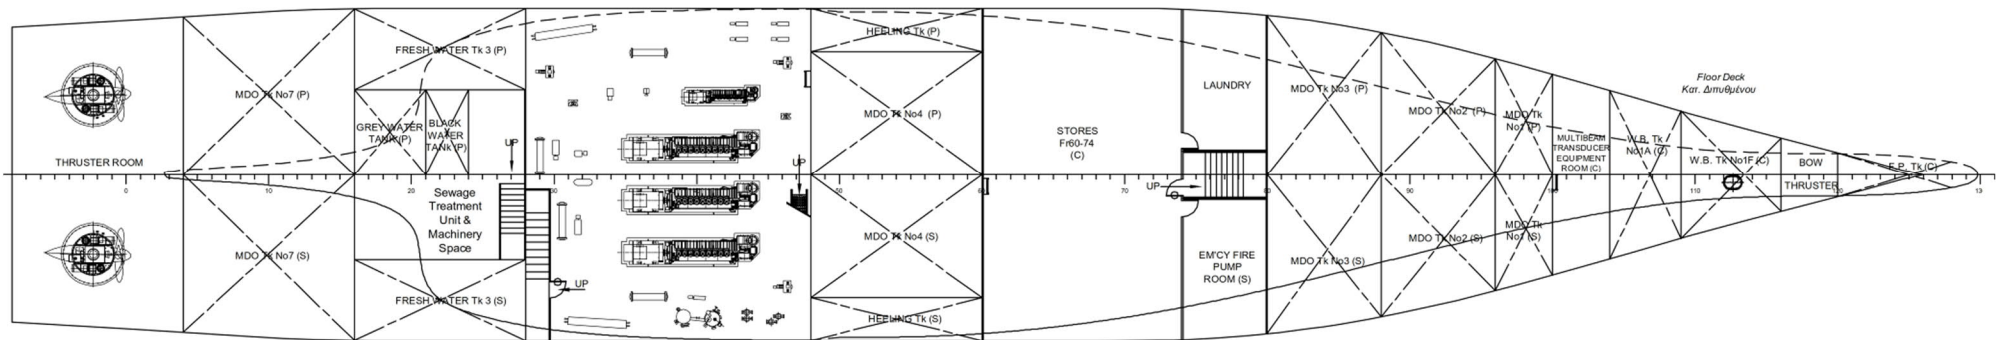 THRUSTER ROOM
MDO Tk No7 (P)
MDO Tk No7 (S)
FRESH WATER Tk 3 (P)
GREY WATER
TANK (P)
BLACK
WATER
TANk (P)
UP
Sewage
Treatment
Unit &
Machinery
Space
FRESH WATER Tk 3 (S)
UP
UP
HEELING Tk (P)
MDO Tk No4 (P)
MDO Tk No4 (S)
HEELING Tk (S)
STORES
Fr60-74
(C)
LAUNDRY
UP
EM'CY FIRE
PUMP
ROOM (S)
MDO Tk No3 (P)
MDO Tk No3 (S)
MDO Tk No2 (P)
MDO Tk No2 (S)
MDO Tk
No1 (P)
MDO Tk
No1 (S)
MULTIBEAM
TRANSDUCER
EQUIPMENT
ROOM (C)
W.B. Tk
No1A (C)
W.B. Tk No1F (C)
BOW
THRUSTER
F.P. Tk (C)
Floor Deck
Κατ. Διπυθμένου
0
10
20
30
50
60
70
80
90
100
110
120
13